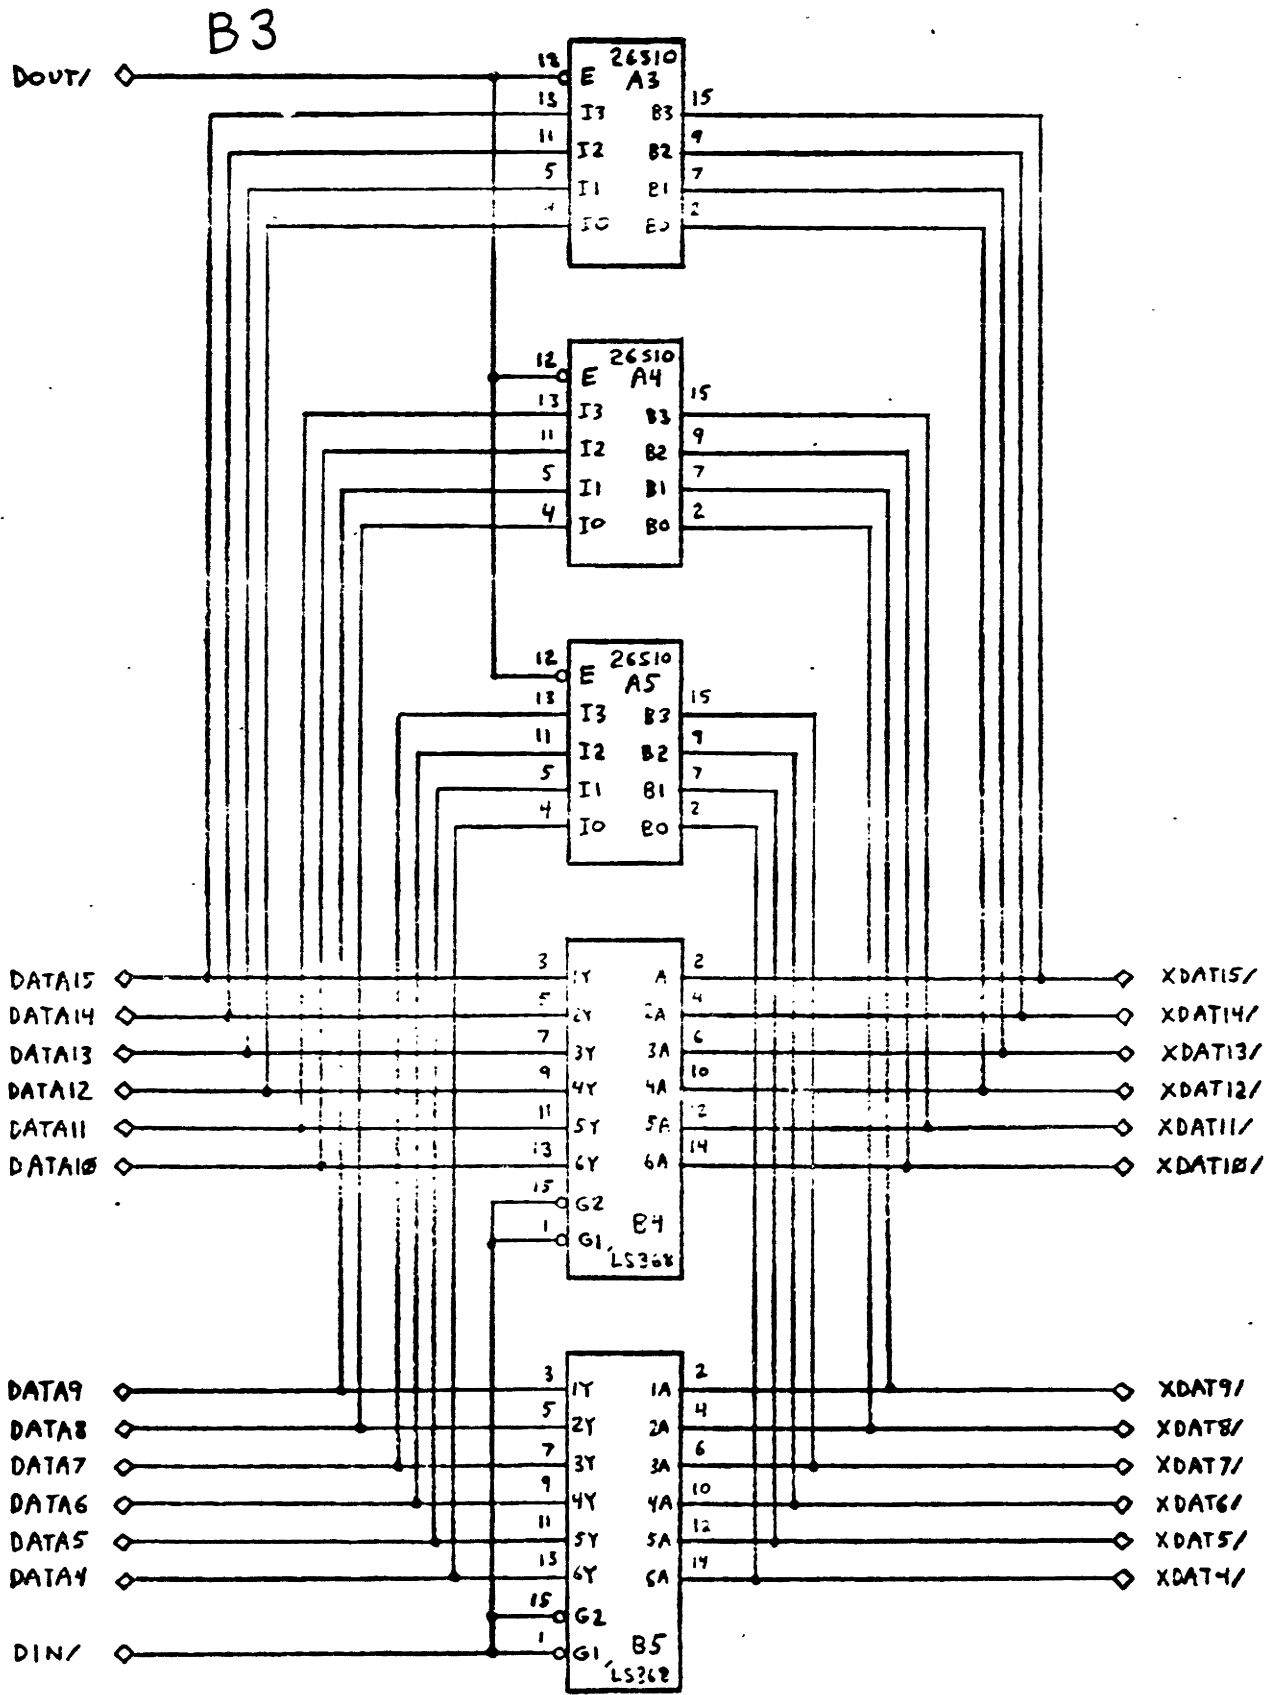 B3
DOUT/
12 E 26S10
A3
13 I3 B3 15
11 I2 B2 9
5 I1 B1 7
I0 2
12 E 26S10
A4
13 I3 B3 15
11 I2 B2 9
5 I1 B1 7
4 I0 B0 2
12 E 26S10
A5
13 I3 B3 15
11 I2 B2 9
5 I1 B1 7
4 I0 B0 2
DATA15 3 1Y A 2 XDAT15/
DATA14 5 2Y 2A 4 XDAT14/
DATA13 7 3Y 3A 6 XDAT13/
DATA12 9 4Y 4A 10 XDAT12/
DATA11 11 5Y 5A 2 XDAT11/
DATA10 13 6Y 6A 14 XDAT10/
15 G2
B4
1 G1
'LS368
DATA9 3 1Y 1A 2 XDAT9/
DATA8 5 2Y 2A 4 XDAT8/
DATA7 7 3Y 3A 6 XDAT7/
DATA6 9 4Y 4A 10 XDAT6/
DATA5 11 5Y 5A 12 XDAT5/
DATA4 13 6Y 6A 14 XDAT4/
15 G2
DIN/ 1 G1 B5
'LS368